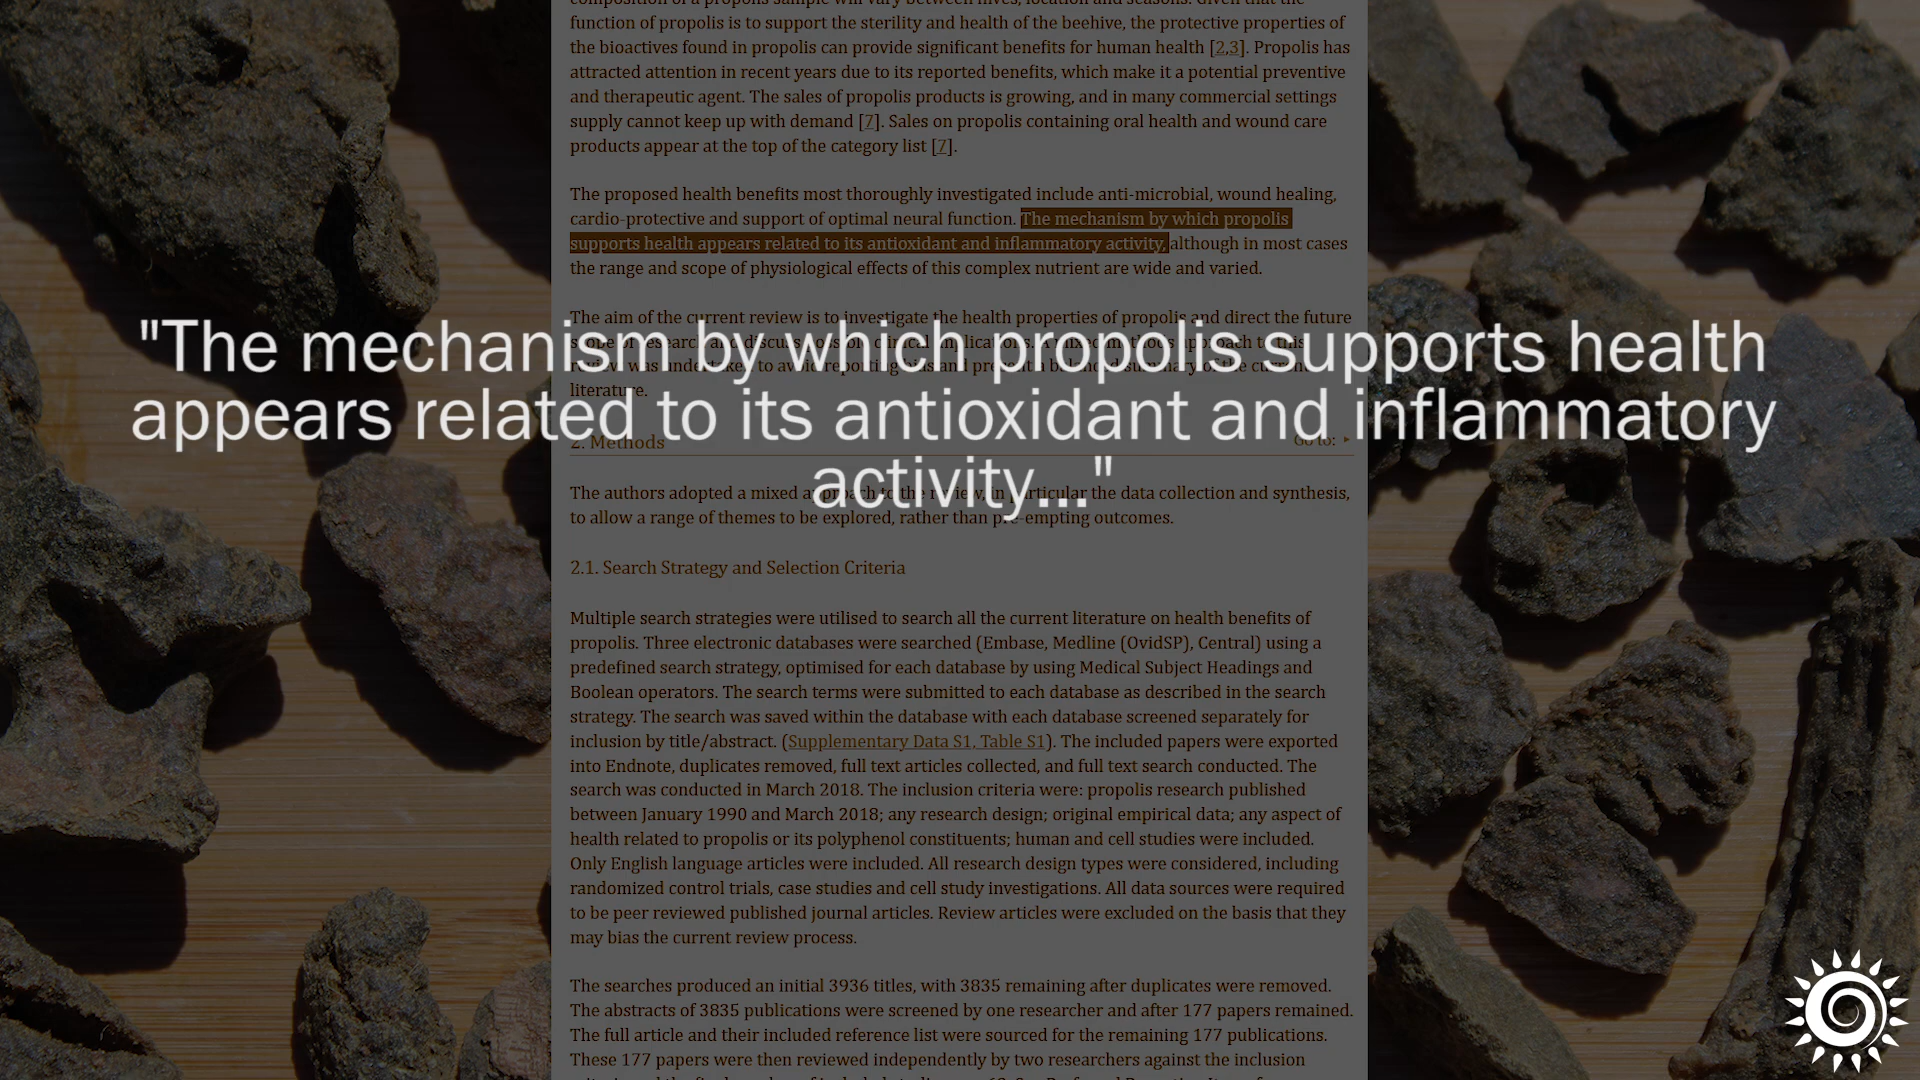 function of propolis is to support the sterility and health of the beehive, the protective properties of
the bioactives found in propolis can provide significant benefits for human health [2,3]. Propolis has
attracted attention in recent years due to its reported benefits, which make it a potential preventive
and therapeutic agent. The sales of propolis products is growing, and in many commercial settings
supply cannot keep up with demand [7]. Sales on propolis containing oral health and wound care
products appear at the top of the category list [7].
The proposed health benefits most thoroughly investigated include anti-microbial, wound healing,
cardio-protective and support of optimal neural function. The mechanism by which propolis
supports health appears related to its antioxidant and inflammatory activity, although in most cases
the range and scope of physiological effects of this complex nutrient are wide and varied.
The aim of the current review is to investigate the health properties of propolis and direct the future
"The mechanism by which propolis supports health
literature.
appears related to its antioxidant and inflammatory
2. Methods
Go to:
activity..."
The authors adopted a mixed approach to the review, in particular the data collection and synthesis,
to allow a range of themes to be explored, rather than pre-empting outcomes.
2.1. Search Strategy and Selection Criteria
Multiple search strategies were utilised to search all the current literature on health benefits of
propolis. Three electronic databases were searched (Embase, Medline (OvidSP), Central) using a
predefined search strategy, optimised for each database by using Medical Subject Headings and
Boolean operators. The search terms were submitted to each database as described in the search
strategy. The search was saved within the database with each database screened separately for
inclusion by title/abstract. (Supplementary Data S1, Table S1). The included papers were exported
into Endnote, duplicates removed, full text articles collected, and full text search conducted. The
search was conducted in March 2018. The inclusion criteria were: propolis research published
between January 1990 and March 2018; any research design; original empirical data; any aspect of
health related to propolis or its polyphenol constituents; human and cell studies were included.
Only English language articles were included. All research design types were considered, including
randomized control trials, case studies and cell study investigations. All data sources were required
to be peer reviewed published journal articles. Review articles were excluded on the basis that they
may bias the current review process.
The searches produced an initial 3936 titles, with 3835 remaining after duplicates were removed.
The abstracts of 3835 publications were screened by one researcher and after 177 papers remained.
The full article and their included reference list were sourced for the remaining 177 publications.
These 177 papers were then reviewed independently by two researchers against the inclusion